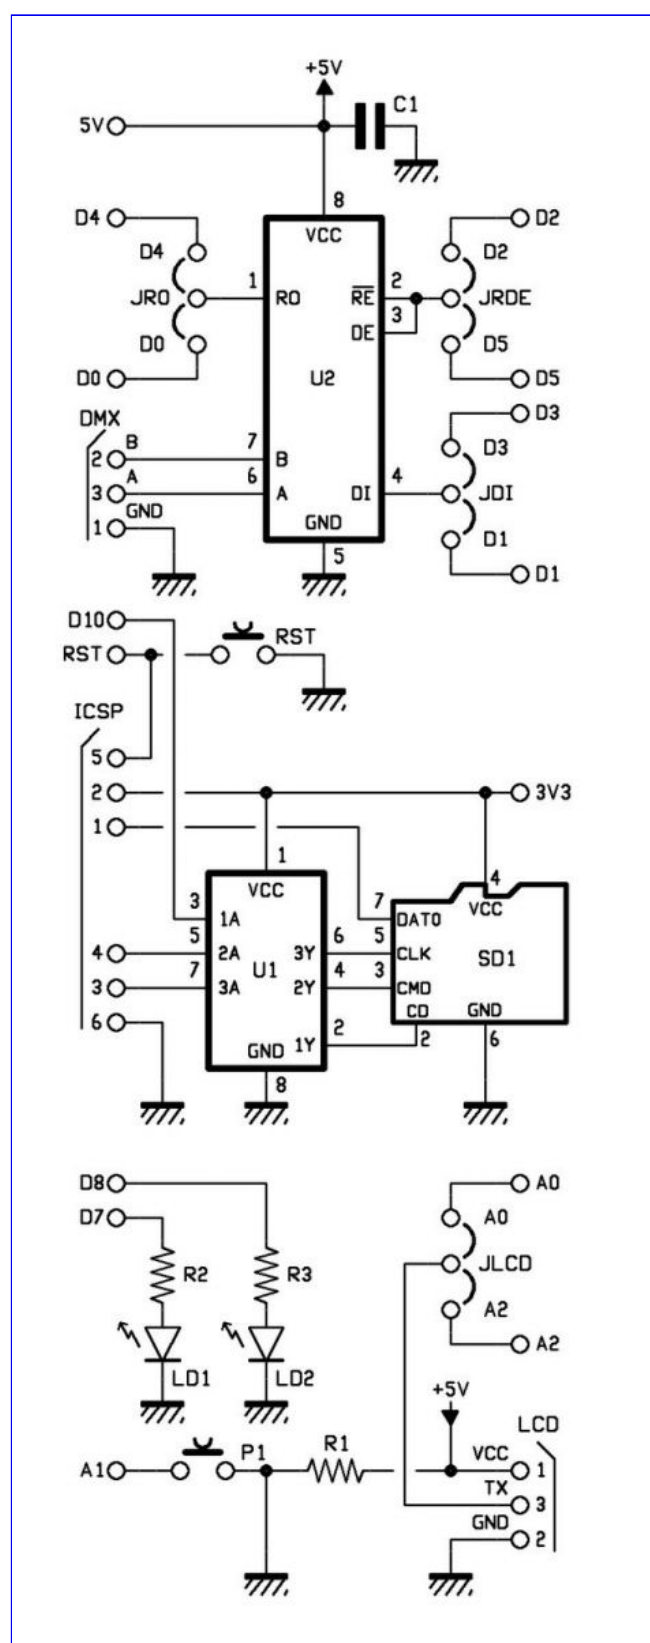 +5V
C1
5V
8
VCC
D4
D2
D4
D2
1
2
JRO
RO
RE
JRDE
3
DE
D0
D5
U2
D0
D5
D3
DMX
B
7
D3
2
B
A
6
4
3
A
DI
JDI
GND
GND
1
D1
5
D1
D10
RST
RST
ICSP
5
2
3V3
1
1
4
VCC
7
VCC
3
DAT0
1A
5
6
5
4
2A
3Y
CLK
SD1
7
U1
4
3
3
3A
2Y
CMD
CD
GND
6
2
GND
1Y
2
6
8
D8
A0
D7
A0
R2
R3
JLCD
A2
A2
LD1
LD2
+5V
LCD
P1
R1
VCC
A1
1
TX
3
GND
2